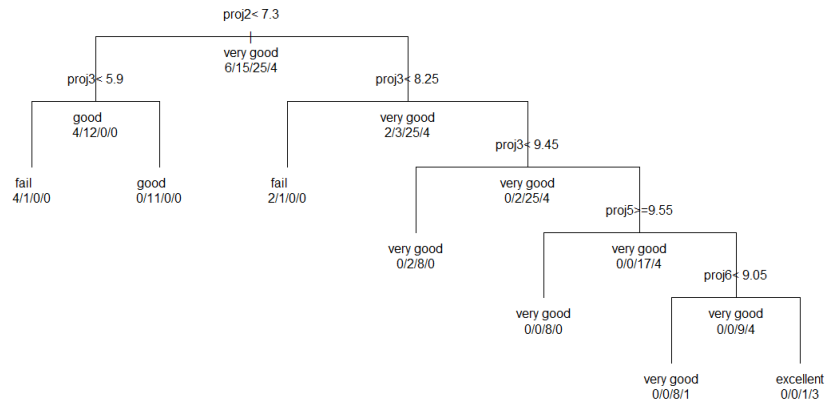 proj2< 7.3
very good
6/15/25/4
proj3< 5.9
proj3< 8.25
good
4/12/0/0
very good
2/3/25/4
proj3< 9.45
fail
4/1/0/0
good
0/11/0/0
fail
2/1/0/0
very good
0/2/25/4
proj5>=9.55
very good
0/2/8/0
very good
0/0/17/4
proj6< 9.05
very good
0/0/8/0
very good
0/0/9/4
very good
0/0/8/1
excellent
0/0/1/3